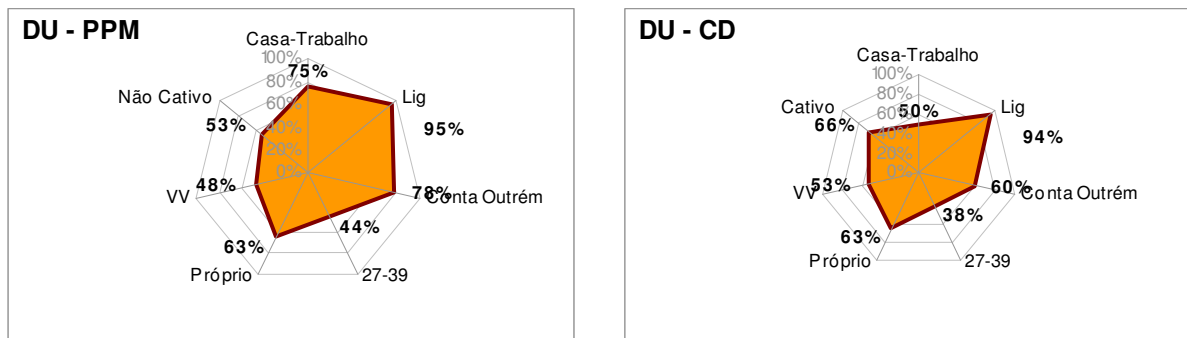 DU - PPM
Casa-Trabalho
100%
75%
80%
60%
40%
20%
0%
Não Cativo
53%
Lig
95%
VV
48%
78%
Conta Outrém
44%
63%
Próprio
27-39
DU - CD
Casa-Trabalho
100%
80%
60%
50%
40%
20%
0%
Cativo
66%
Lig
94%
VV
53%
60%
Conta Outrém
38%
63%
Próprio
27-39